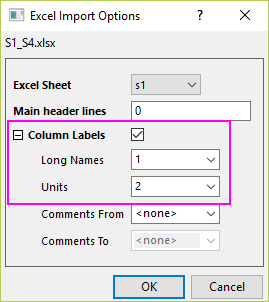 Excel Import Options
S1_S4.xlsx
Excel Sheet s1
Main header lines 0
Column Labels
Long Names 1
Units 2
Comments From <none>
Comments To <none>
OK Cancel